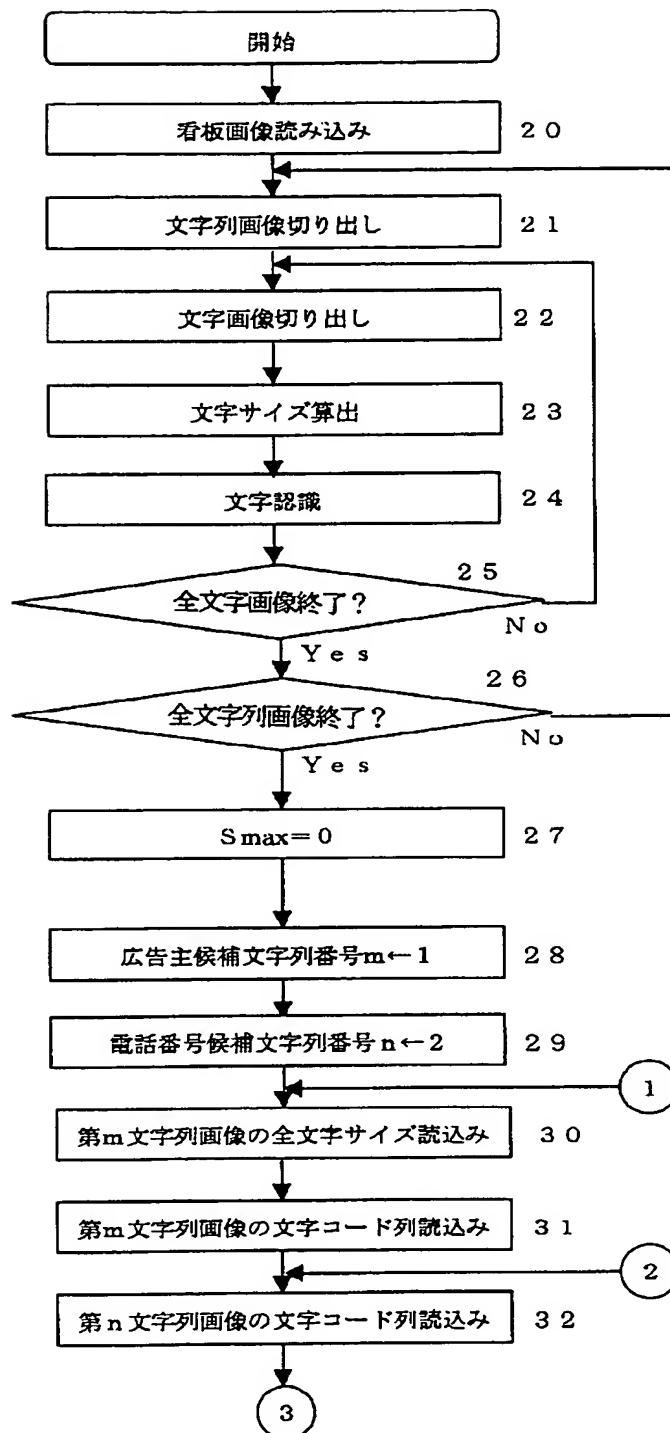 開始
看板画像読み込み ２０
文字列画像切り出し ２１
文字画像切り出し ２２
文字サイズ算出 ２３
文字認識 ２４
２５
全文字画像終了？
Ｎｏ
Ｙｅｓ
２６
全文字列画像終了？
Ｎｏ
Ｙｅｓ
Ｓmax＝０ ２７
広告主候補文字列番号ｍ←１ ２８
電話番号候補文字列番号ｎ←２ ２９
１
第ｍ文字列画像の全文字サイズ読込み ３０
第ｍ文字列画像の文字コード列読込み ３１
２
第ｎ文字列画像の文字コード列読込み ３２
３